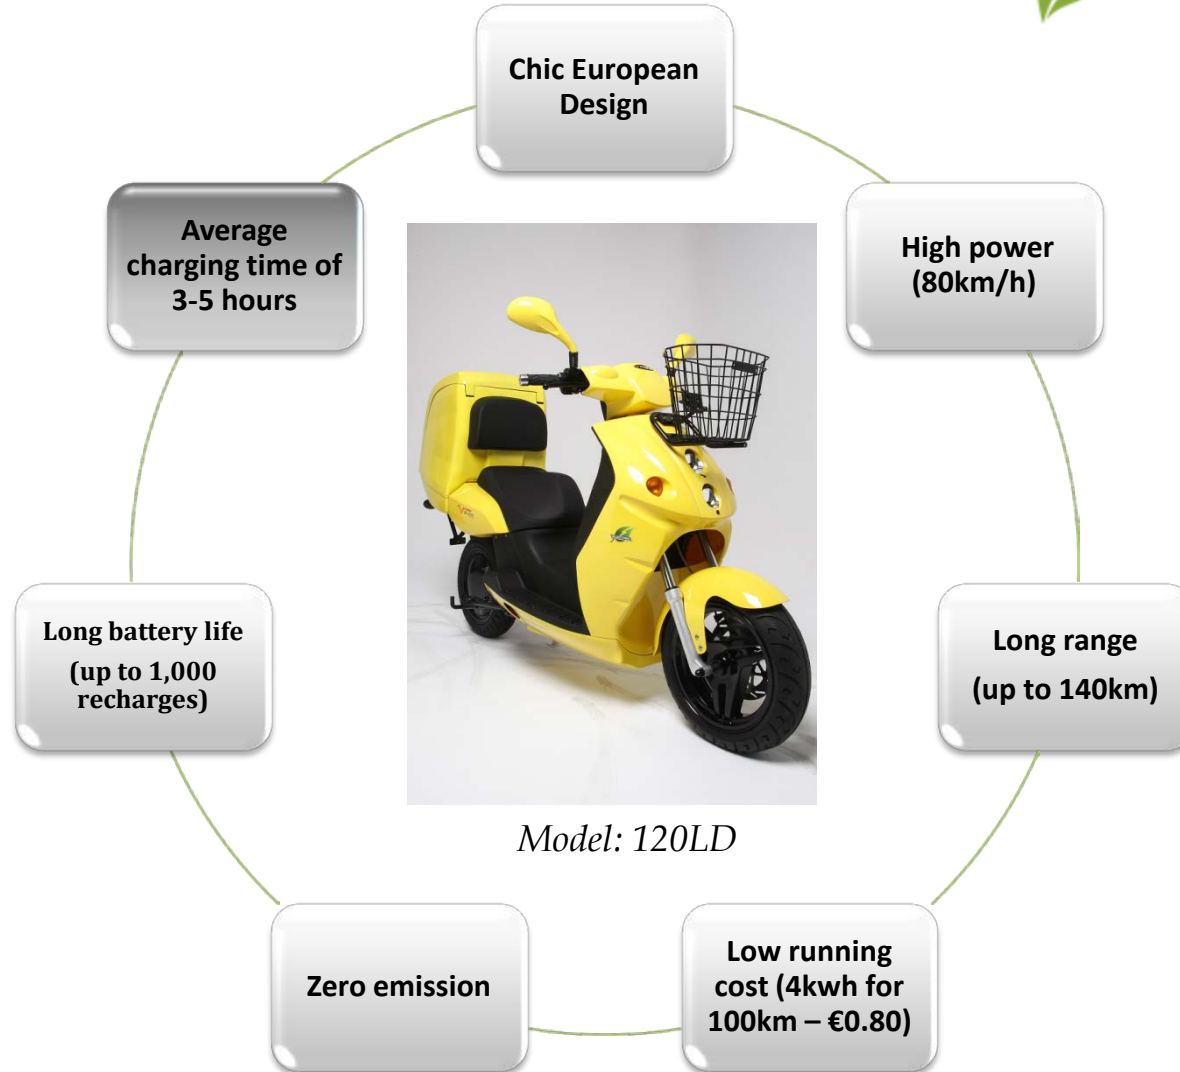 Chic European
Design
High power
(80km/h)
Long range
(up to 140km)
Low running
cost (4kwh for
100km – €0.80)
Zero emission
Long battery life
(up to 1,000
recharges)
Average
charging time of
3-5 hours
Model: 120LD